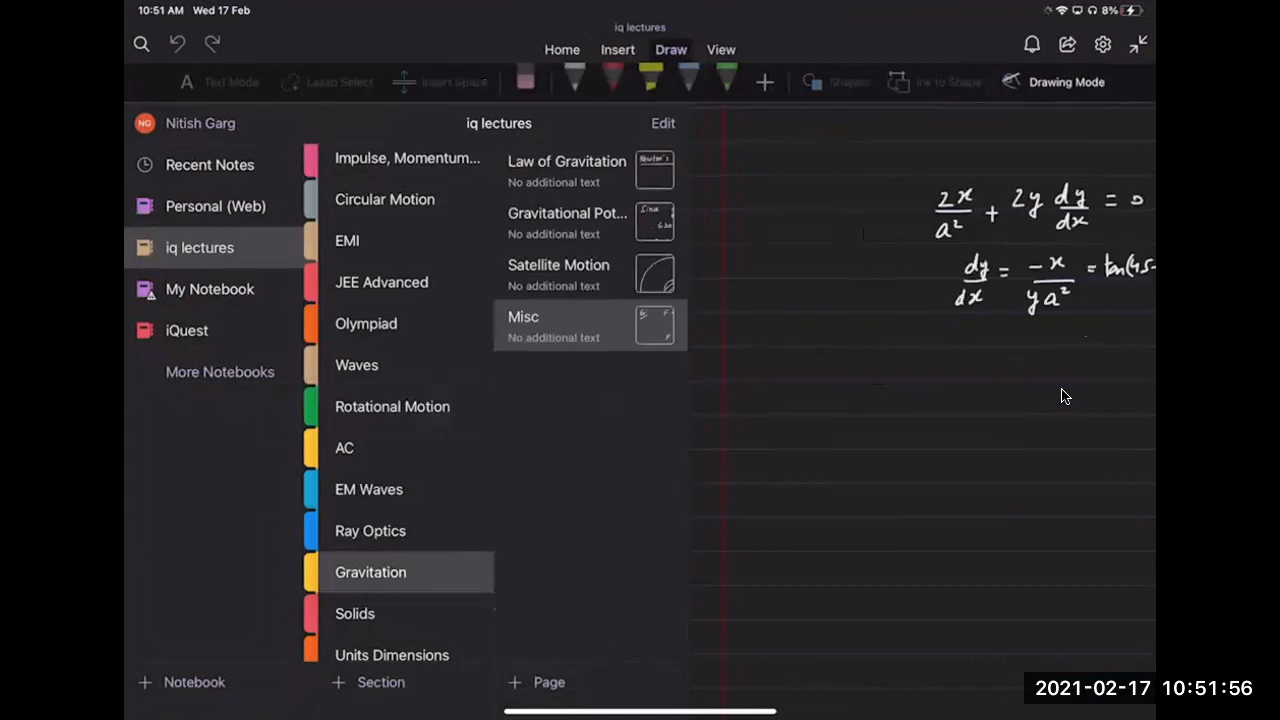 10:51 AM Wed 17 Feb
8%
iq lectures
Home Insert Draw View
Text Mode Lasso Select Insert Space Shapes Ink to Shape Drawing Mode
NG Nitish Garg
Recent Notes
Personal (Web)
iq lectures
My Notebook
iQuest
More Notebooks
+ Notebook
Impulse, Momentum...
Circular Motion
EMI
JEE Advanced
Olympiad
Waves
Rotational Motion
AC
EM Waves
Ray Optics
Gravitation
Solids
Units Dimensions
+ Section
iq lectures Edit
Law of Gravitation
No additional text
Gravitational Pot...
No additional text
Satellite Motion
No additional text
Misc
No additional text
+ Page
2x/a² + 2y dy/dx = 0
dy/dx = -x/ya² = tan(45-
2021-02-17 10:51:56